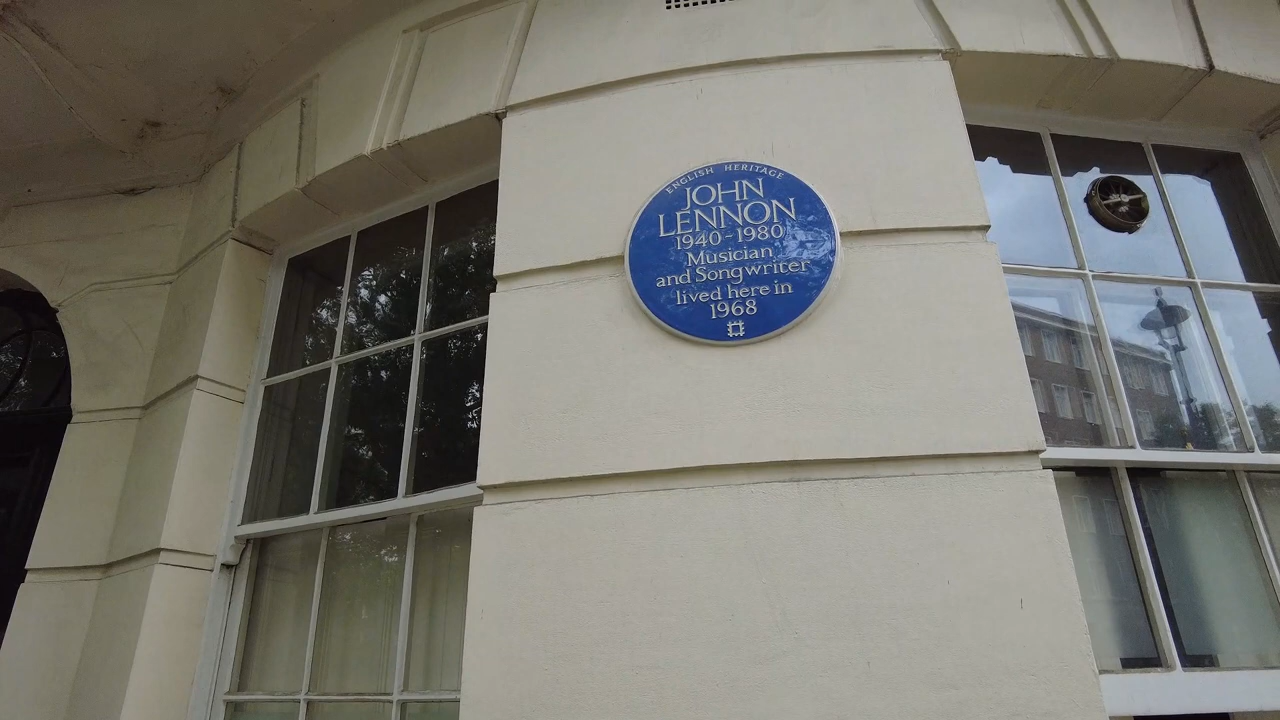 ENGLISH HERITAGE
JOHN
LENNON
1940-1980
Musician
and Songwriter
lived here in
1968